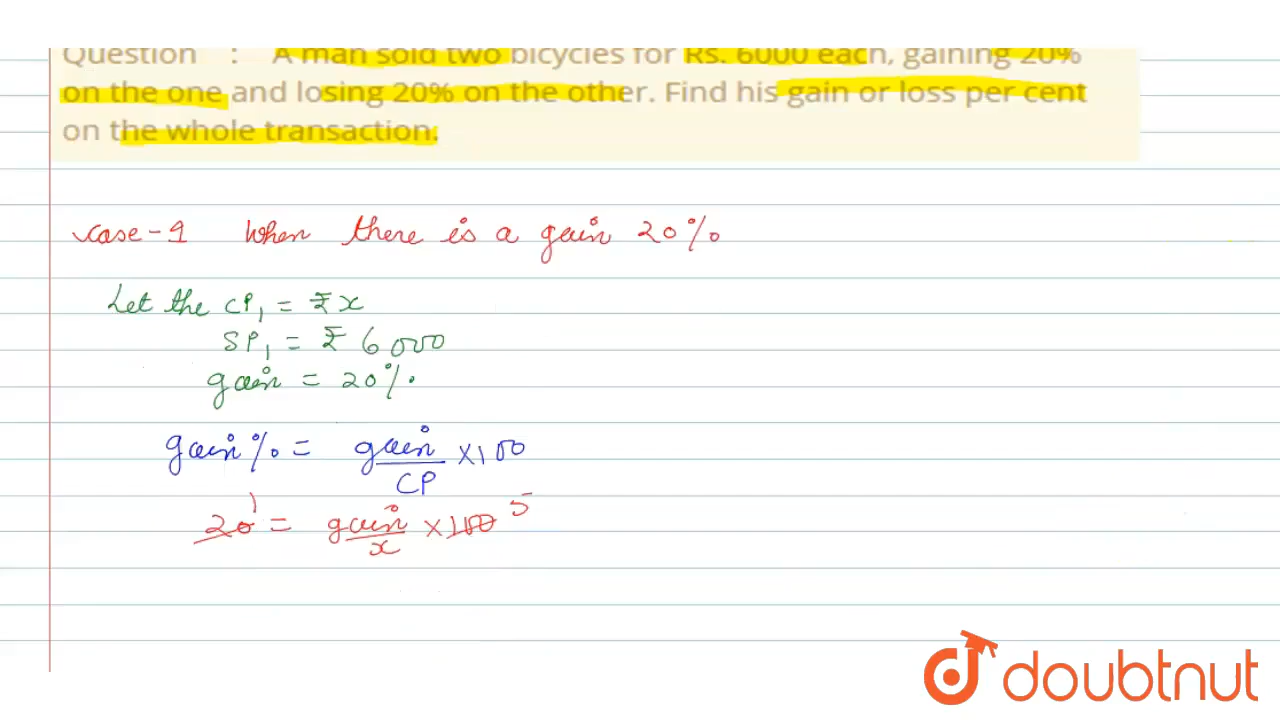 Question : A man sold two bicycles for Rs. 6000 each, gaining 20%
on the one and losing 20% on the other. Find his gain or loss per cent
on the whole transaction.
case-1 When there is a gain 20%
Let the CP₁ = ₹ x
SP₁ = ₹ 6000
gain = 20%
gain% = gain/CP × 100
20 1 = gain/x × 100 5
doubtnut